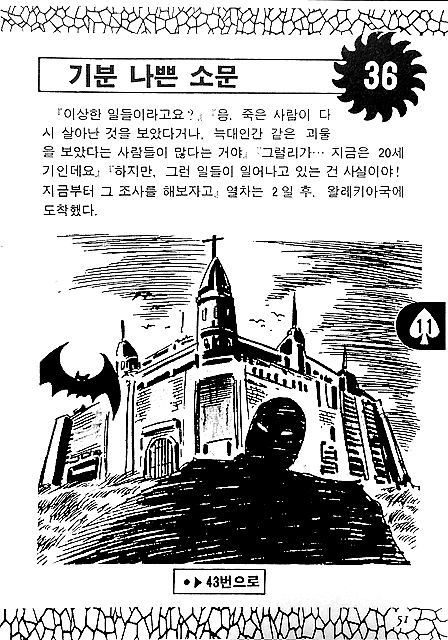 기분 나쁜 소문
36
『이상한 일들이라고요?』『응. 죽은 사람이 다
시 살아난 것을 보았다거나, 늑대인간 같은 괴물
을 보았다는 사람들이 많다는 거야』『그럴리가… 지금은 20세
기인데요』『하지만, 그런 일들이 일어나고 있는 건 사실이야!
지금부터 그 조사를 해보자고』 열차는 2일 후, 왈레키아국에
도착했다.
11
●▶43번으로
51